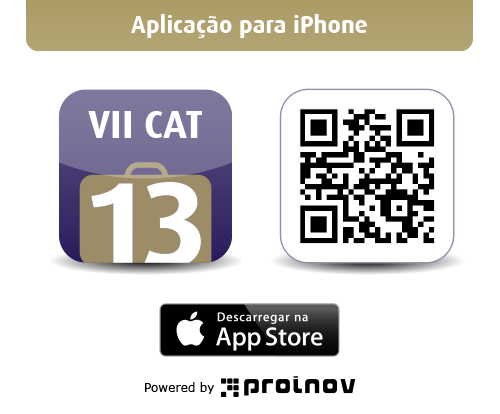 Aplicação para iPhone
VII CAT
13
Descarregar na
App Store
Powered by proinov